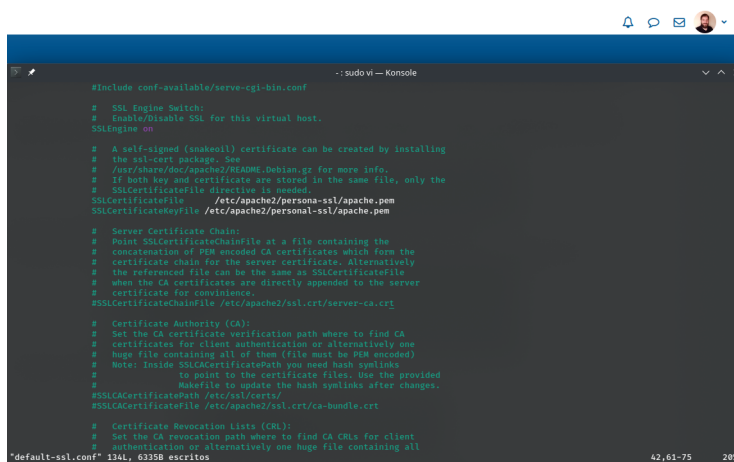 - : sudo vi — Konsole
#Include conf-available/serve-cgi-bin.conf
#   SSL Engine Switch:
#   Enable/Disable SSL for this virtual host.
SSLEngine on
#   A self-signed (snakeoil) certificate can be created by installing
#   the ssl-cert package. See
#   /usr/share/doc/apache2/README.Debian.gz for more info.
#   If both key and certificate are stored in the same file, only the
#   SSLCertificateFile directive is needed.
SSLCertificateFile      /etc/apache2/persona-ssl/apache.pem
SSLCertificateKeyFile /etc/apache2/personal-ssl/apache.pem
#   Server Certificate Chain:
#   Point SSLCertificateChainFile at a file containing the
#   concatenation of PEM encoded CA certificates which form the
#   certificate chain for the server certificate. Alternatively
#   the referenced file can be the same as SSLCertificateFile
#   when the CA certificates are directly appended to the server
#   certificate for convinience.
#SSLCertificateChainFile /etc/apache2/ssl.crt/server-ca.crt
#   Certificate Authority (CA):
#   Set the CA certificate verification path where to find CA
#   certificates for client authentication or alternatively one
#   huge file containing all of them (file must be PEM encoded)
#   Note: Inside SSLCACertificatePath you need hash symlinks
#               to point to the certificate files. Use the provided
#               Makefile to update the hash symlinks after changes.
#SSLCACertificatePath /etc/ssl/certs/
#SSLCACertificateFile /etc/apache2/ssl.crt/ca-bundle.crt
#   Certificate Revocation Lists (CRL):
#   Set the CA revocation path where to find CA CRLs for client
#   authentication or alternatively one huge file containing all
"default-ssl.conf" 134L, 6335B escritos 42,61-75